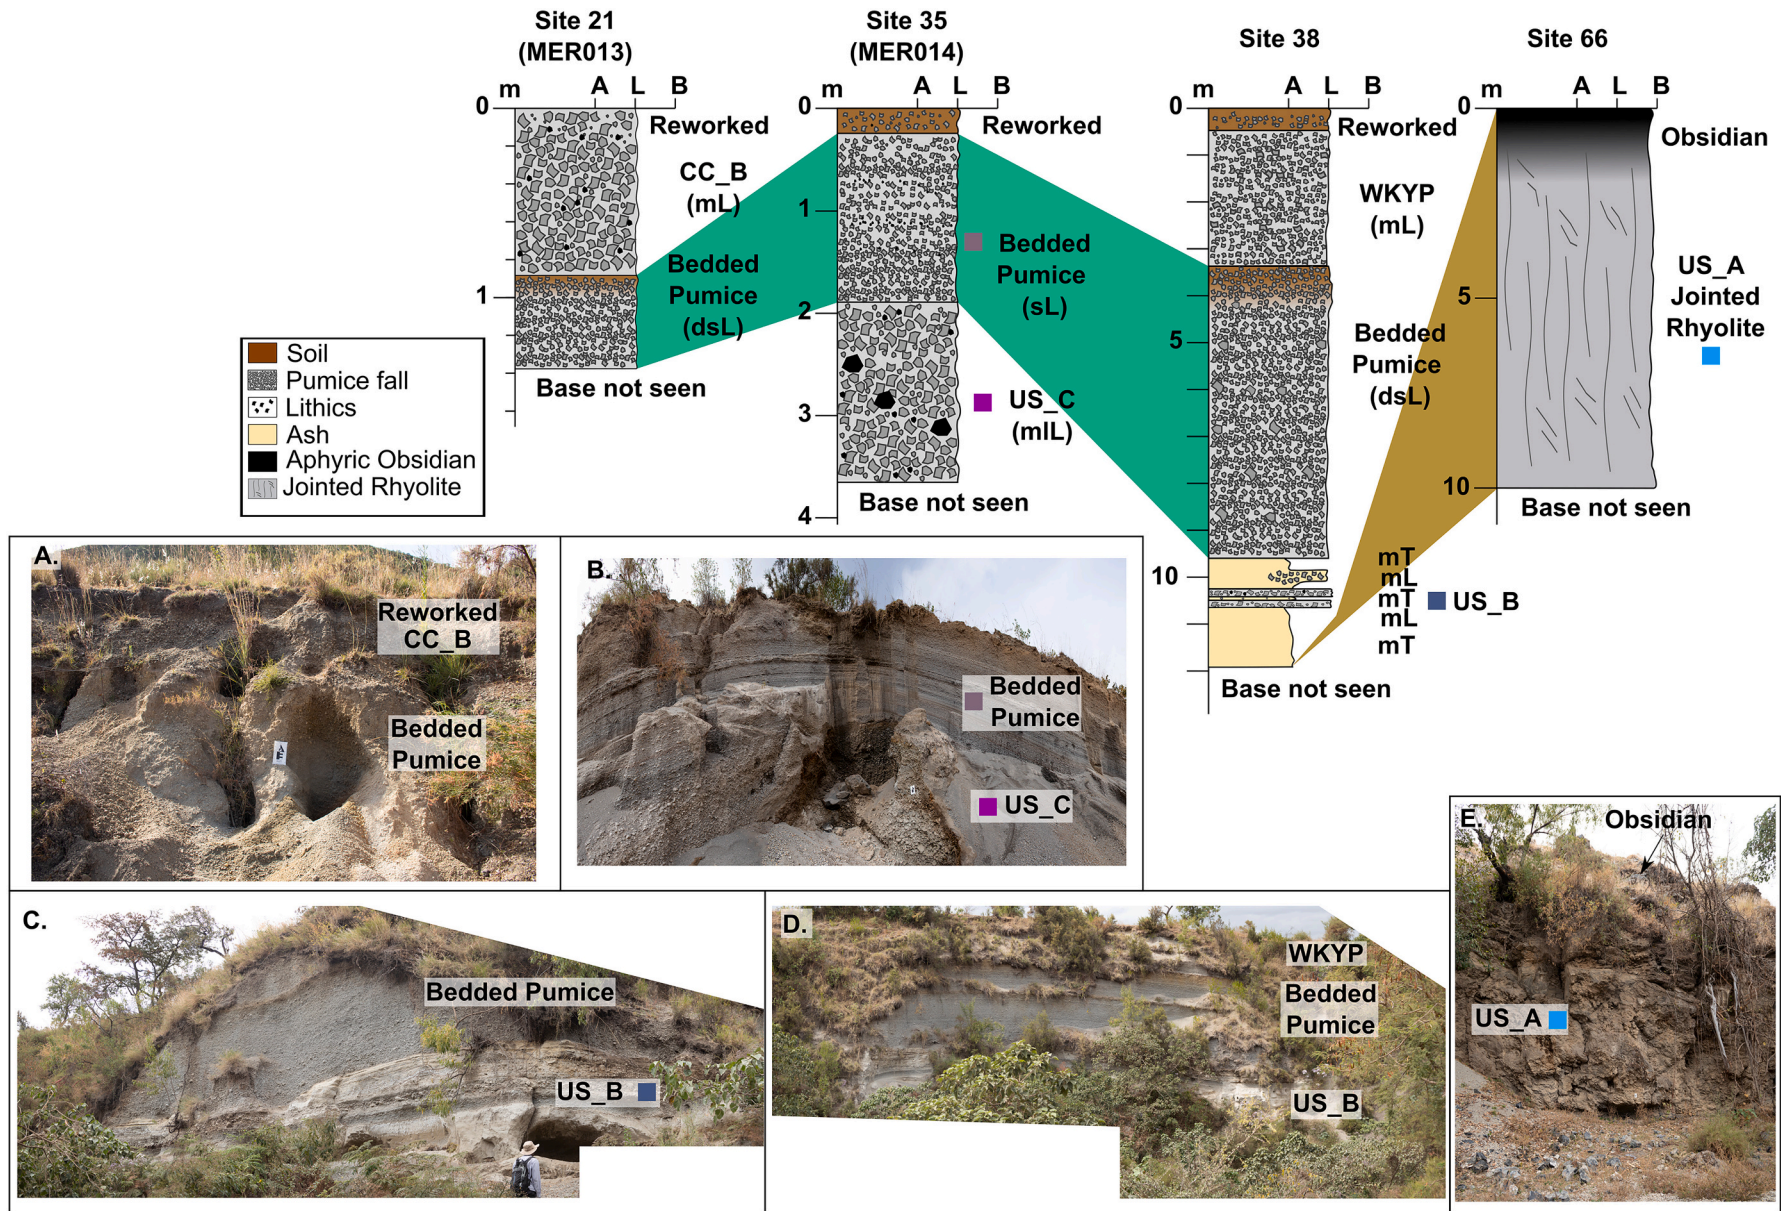 Site 21
(MER013)
Site 35
(MER014)
Site 38
Site 66
m A L B
m A L B
m A L B
m A L B
0
1
Reworked
CC_B
(mL)
Bedded
Pumice
(dsL)
Base not seen
0
1
2
3
4
Reworked
Bedded
Pumice
(sL)
US_C
(mlL)
Base not seen
0
5
10
Reworked
WKYP
(mL)
Bedded
Pumice
(dsL)
mT
mL
mT
mL
mT
US_B
Base not seen
0
5
10
Obsidian
US_A
Jointed
Rhyolite
Base not seen
Soil
Pumice fall
Lithics
Ash
Aphyric Obsidian
Jointed Rhyolite
A.
Reworked
CC_B
Bedded
Pumice
B.
Bedded
Pumice
US_C
C.
Bedded Pumice
US_B
D.
WKYP
Bedded
Pumice
US_B
E.
Obsidian
US_A